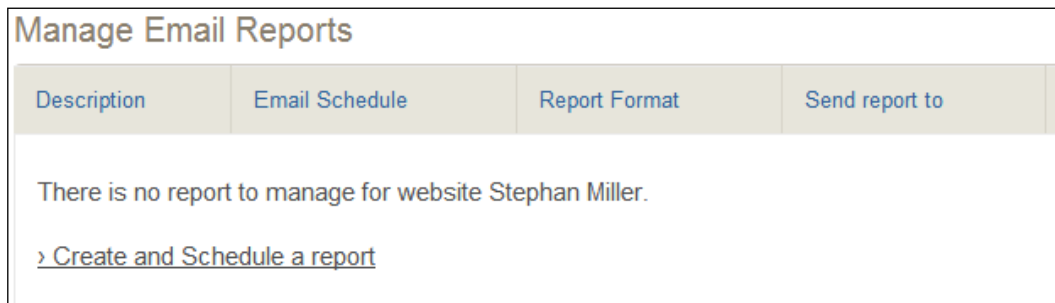 Manage Email Reports
Description Email Schedule Report Format Send report to
There is no report to manage for website Stephan Miller.
› Create and Schedule a report